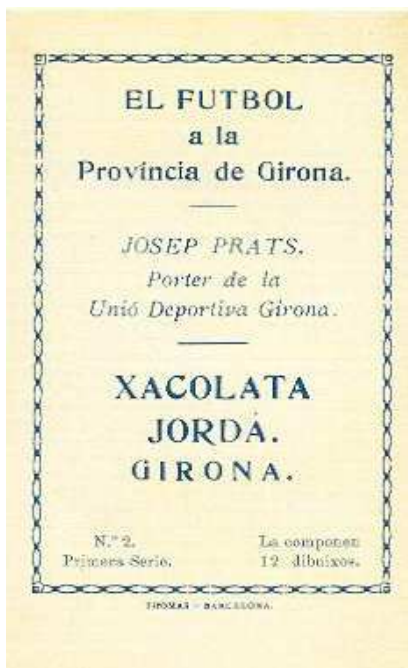 EL FUTBOL
a la
Província de Girona.
JOSEP PRATS.
Porter de la
Unió Deportiva Girona.
XACOLATA
JORDÁ.
GIRONA.
N.º 2.
Primera Serie.
La componen
12 dibuixos.
THOMAS - BARCELONA.